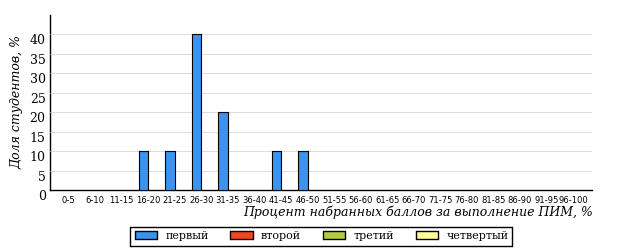 Доля студентов, %
40
35
30
25
20
15
10
5
0
0-5 6-10 11-15 16-20 21-25 26-30 31-35 36-40 41-45 46-50 51-55 56-60 61-65 66-70 71-75 76-80 81-85 86-90 91-95 96-100
Процент набранных баллов за выполнение ПИМ, %
первый второй третий четвертый